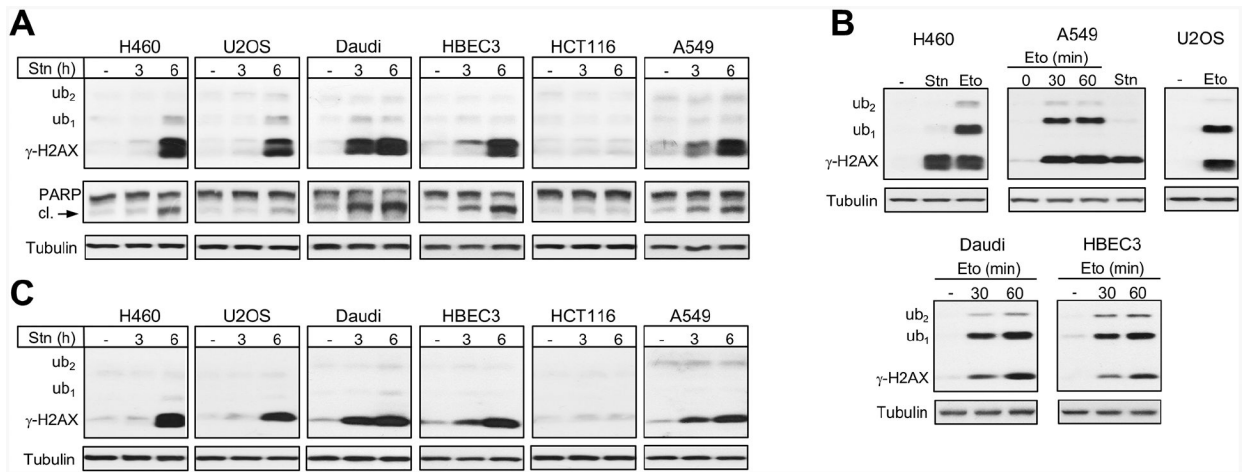 A
H460 U2OS Daudi HBEC3 HCT116 A549
Stn (h) - 3 6 - 3 6 - 3 6 - 3 6 - 3 6 - 3 6
ub₂
ub₁
γ-H2AX
PARP
cl.
Tubulin
B
H460 A549 U2OS
Eto (min)
- Stn Eto 0 30 60 Stn - Eto
ub₂
ub₁
γ-H2AX
Tubulin
Daudi HBEC3
Eto (min) Eto (min)
- 30 60 - 30 60
ub₂
ub₁
γ-H2AX
Tubulin
C
H460 U2OS Daudi HBEC3 HCT116 A549
Stn (h) - 3 6 - 3 6 - 3 6 - 3 6 - 3 6 - 3 6
ub₂
ub₁
γ-H2AX
Tubulin